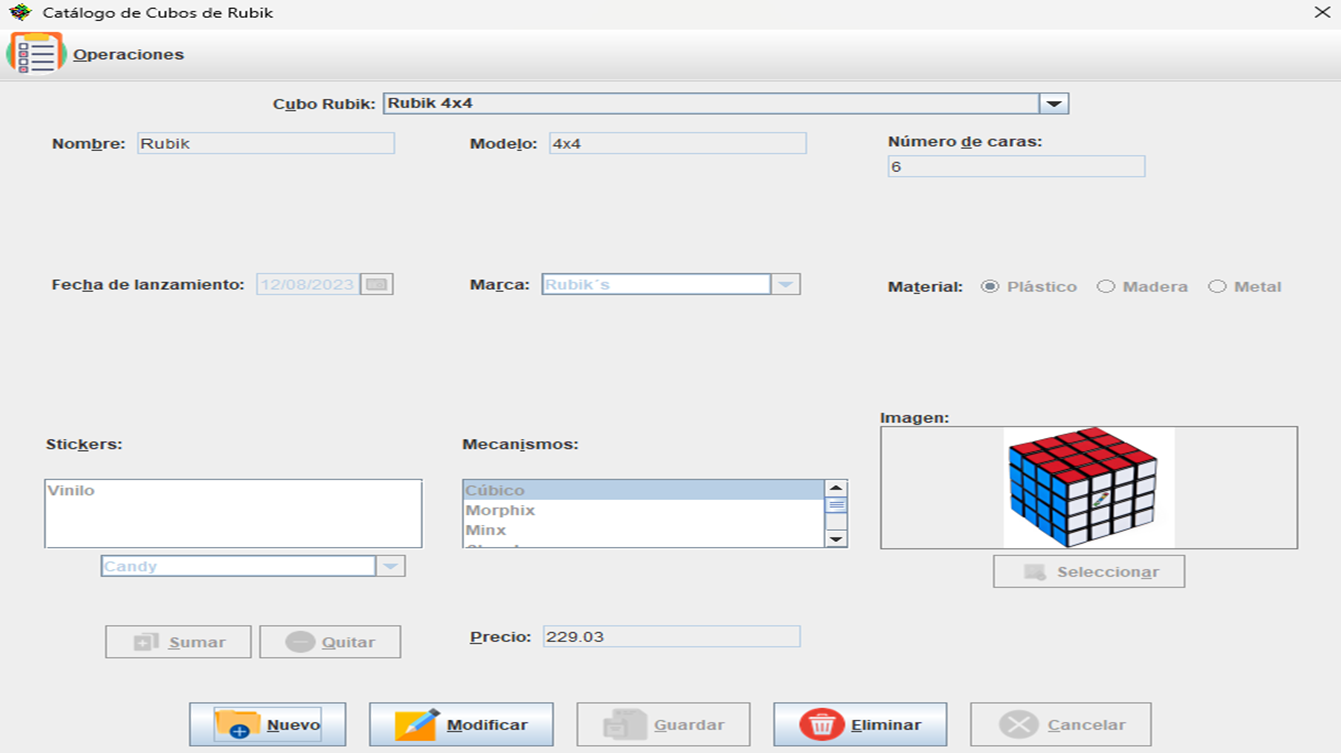 Catálogo de Cubos de Rubik
Operaciones
Cubo Rubik: Rubik 4x4
Nombre: Rubik
Modelo: 4x4
Número de caras:
6
Fecha de lanzamiento: 12/08/2023
Marca: Rubik´s
Material: Plástico Madera Metal
Stickers:
Mecanismos:
Imagen:
Vinilo
Cúbico
Morphix
Minx
Candy
Seleccionar
Sumar Quitar
Precio: 229.03
Nuevo Modificar Guardar Eliminar Cancelar